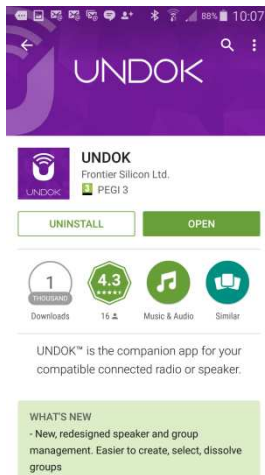 88% 10:07
UNDOK
UNDOK
UNDOK
Frontier Silicon Ltd.
3 PEGI 3
UNINSTALL
OPEN
1
THOUSAND
4.3
Downloads
16
Music & Audio
Similar
UNDOK™ is the companion app for your
compatible connected radio or speaker.
WHAT'S NEW
- New, redesigned speaker and group
management. Easier to create, select, dissolve
groups